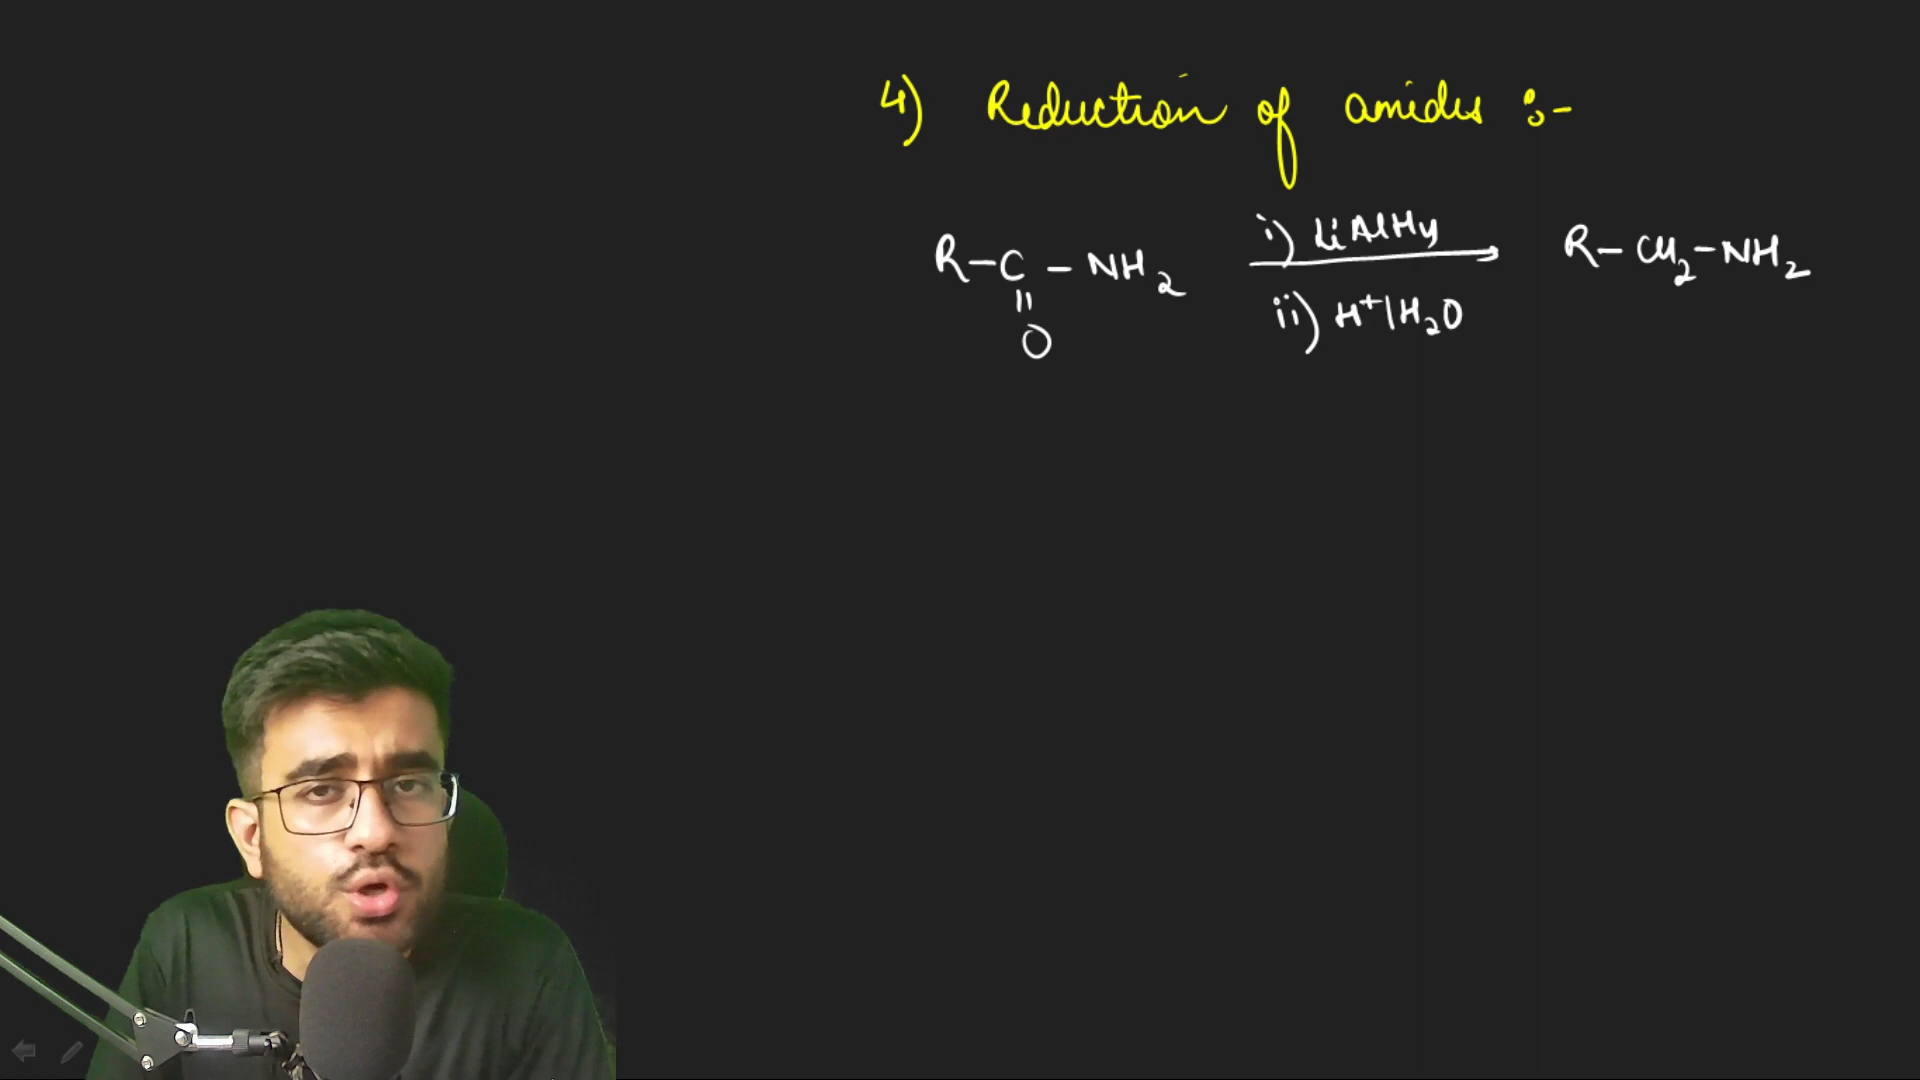 4) Reduction of amides :-
R-C-NH2 i) LiAlH4 R-CH2-NH2
ii) H+/H2O
||
O